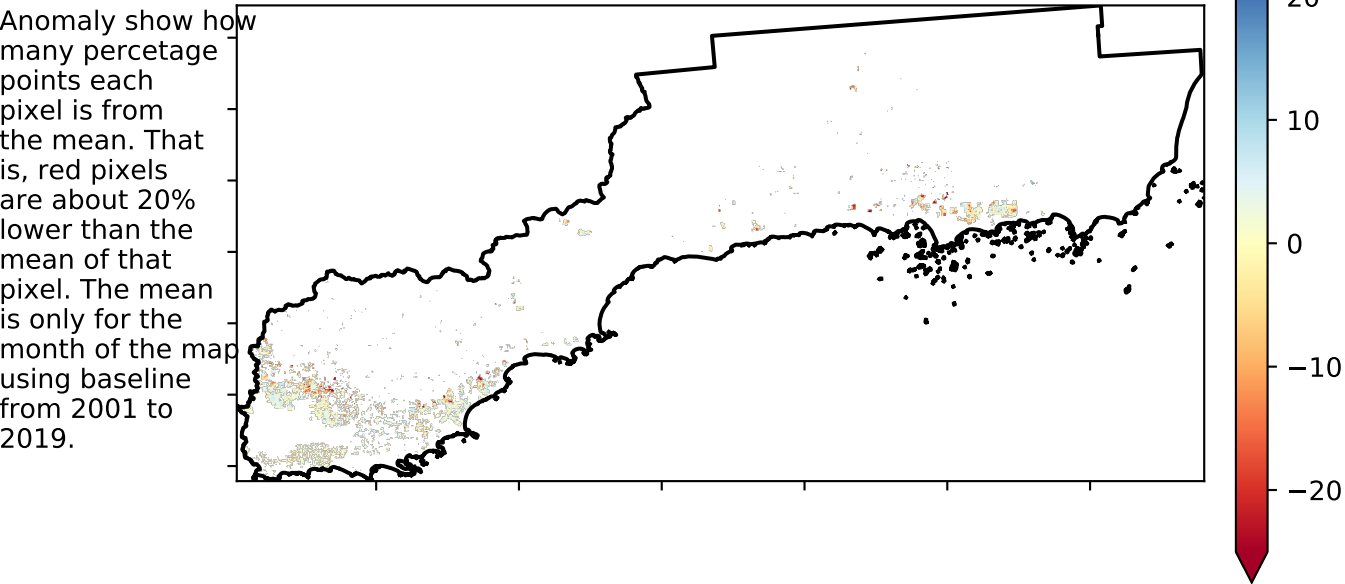 Anomaly show how
many percetage
points each
pixel is from
the mean. That
is, red pixels
are about 20%
lower than the
mean of that
pixel. The mean
is only for the
month of the map
using baseline
from 2001 to
2019.
20
10
0
−10
−20